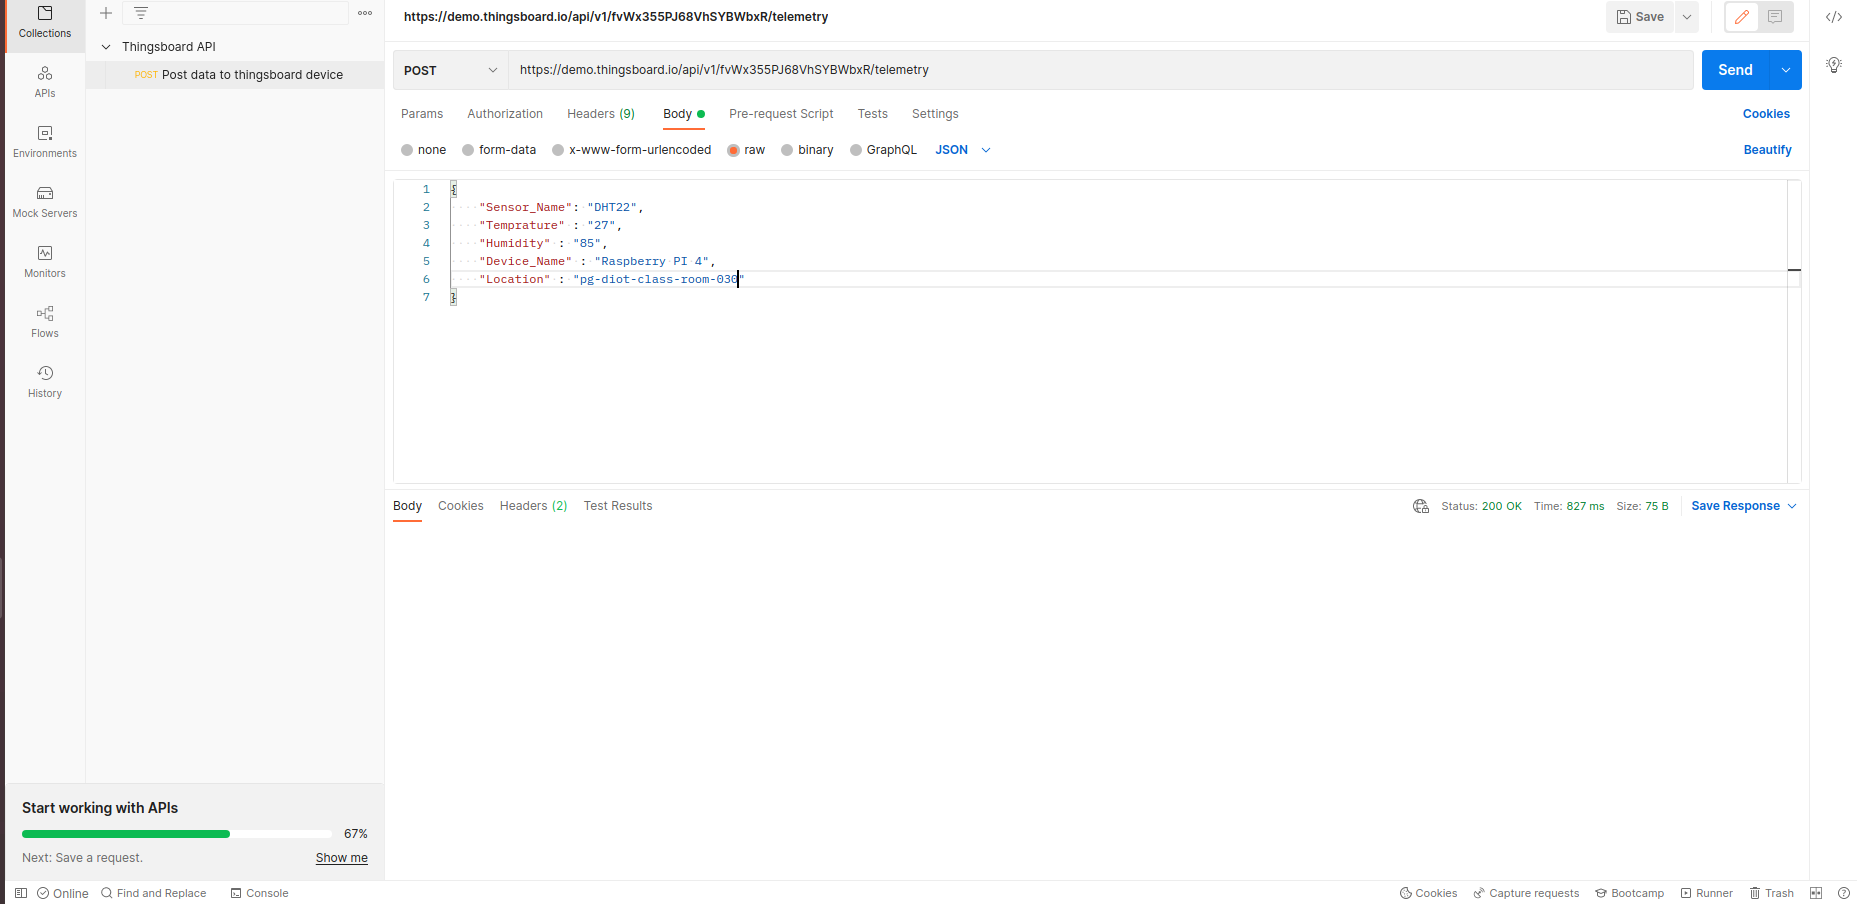 Collections
APIs
Environments
Mock Servers
Monitors
Flows
History
Thingsboard API
POST Post data to thingsboard device
Start working with APIs
67%
Next: Save a request.
Show me
https://demo.thingsboard.io/api/v1/fvWx355PJ68VhSYBWbxR/telemetry
Save
POST
https://demo.thingsboard.io/api/v1/fvWx355PJ68VhSYBWbxR/telemetry
Send
Params Authorization Headers (9) Body Pre-request Script Tests Settings Cookies
none form-data x-www-form-urlencoded raw binary GraphQL JSON Beautify
1 {
2 "Sensor_Name": "DHT22",
3 "Temprature" : "27",
4 "Humidity" : "85",
5 "Device_Name" : "Raspberry PI 4",
6 "Location" : "pg-diot-class-room-030"
7 }
Body Cookies Headers (2) Test Results Status: 200 OK Time: 827 ms Size: 75 B Save Response
Online Find and Replace Console Cookies Capture requests Bootcamp Runner Trash